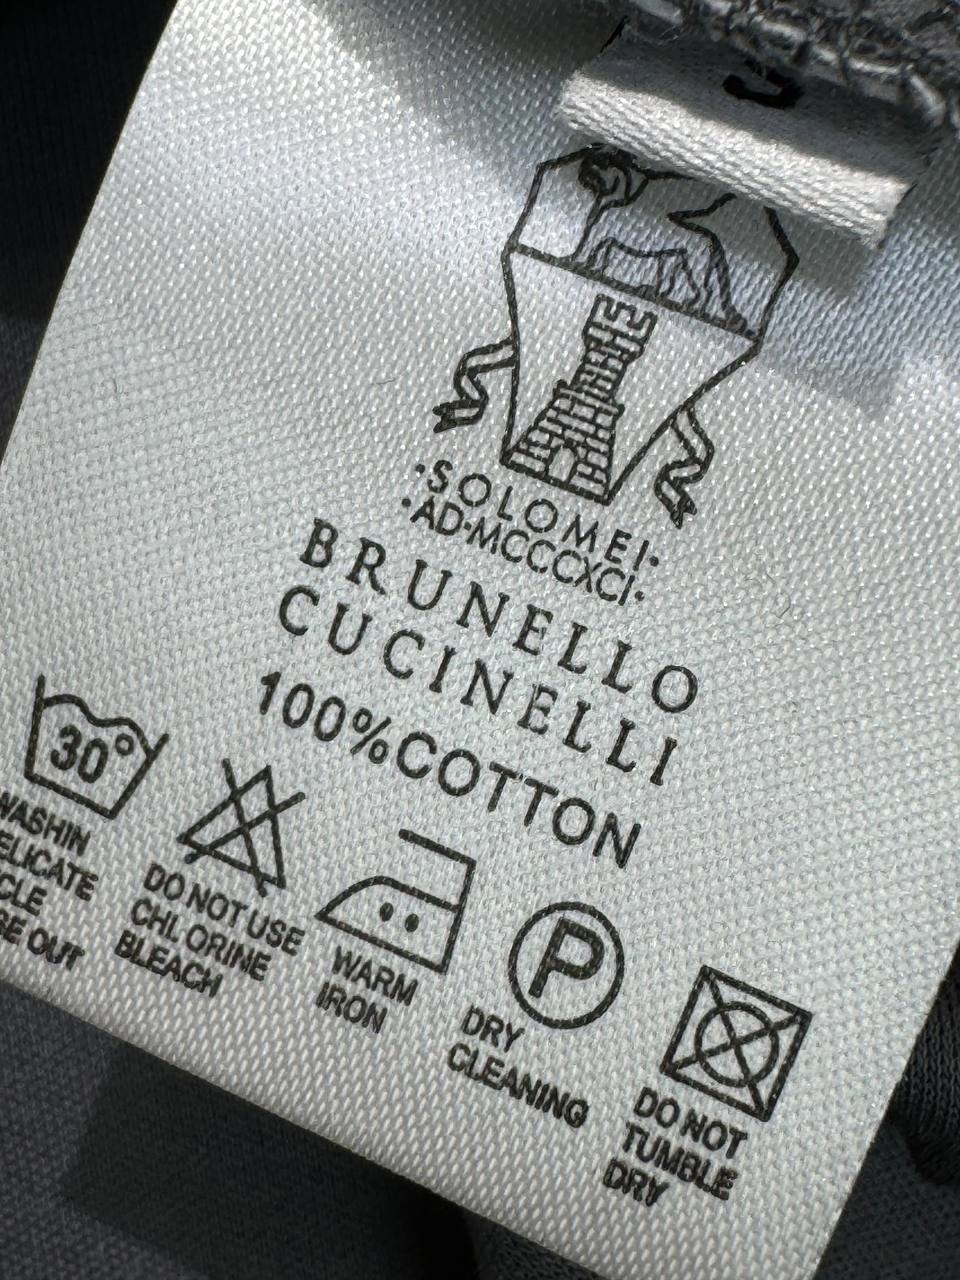 ·SOLOMEI·
·AD·MCCCXCI·
BRUNELLO
CUCINELLI
100%COTTON
30°
DO NOT USE
CHLORINE
BLEACH
WARM
IRON
P
DRY
CLEANING
DO NOT
TUMBLE
DRY
OUT